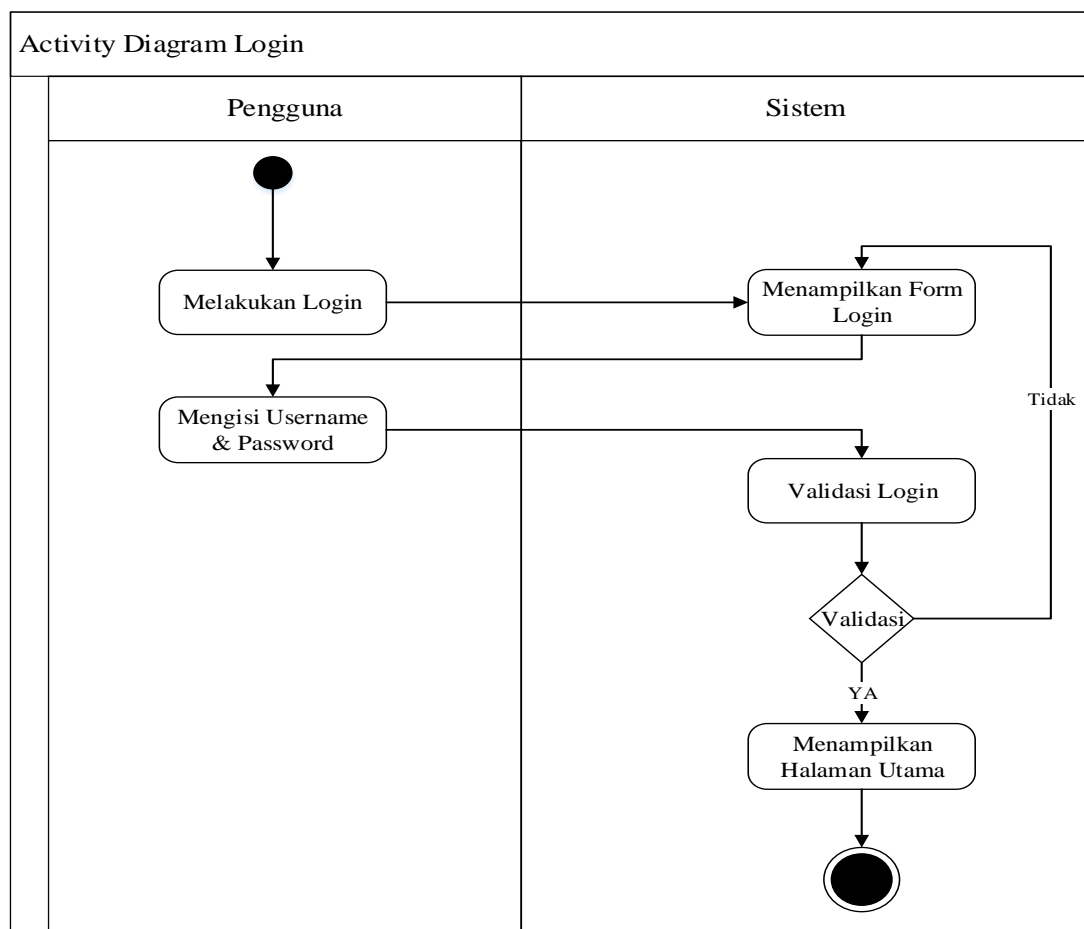 Activity Diagram Login
Pengguna
Sistem
Melakukan Login
Menampilkan Form
Login
Mengisi Username
& Password
Tidak
Validasi Login
Validasi
YA
Menampilkan
Halaman Utama